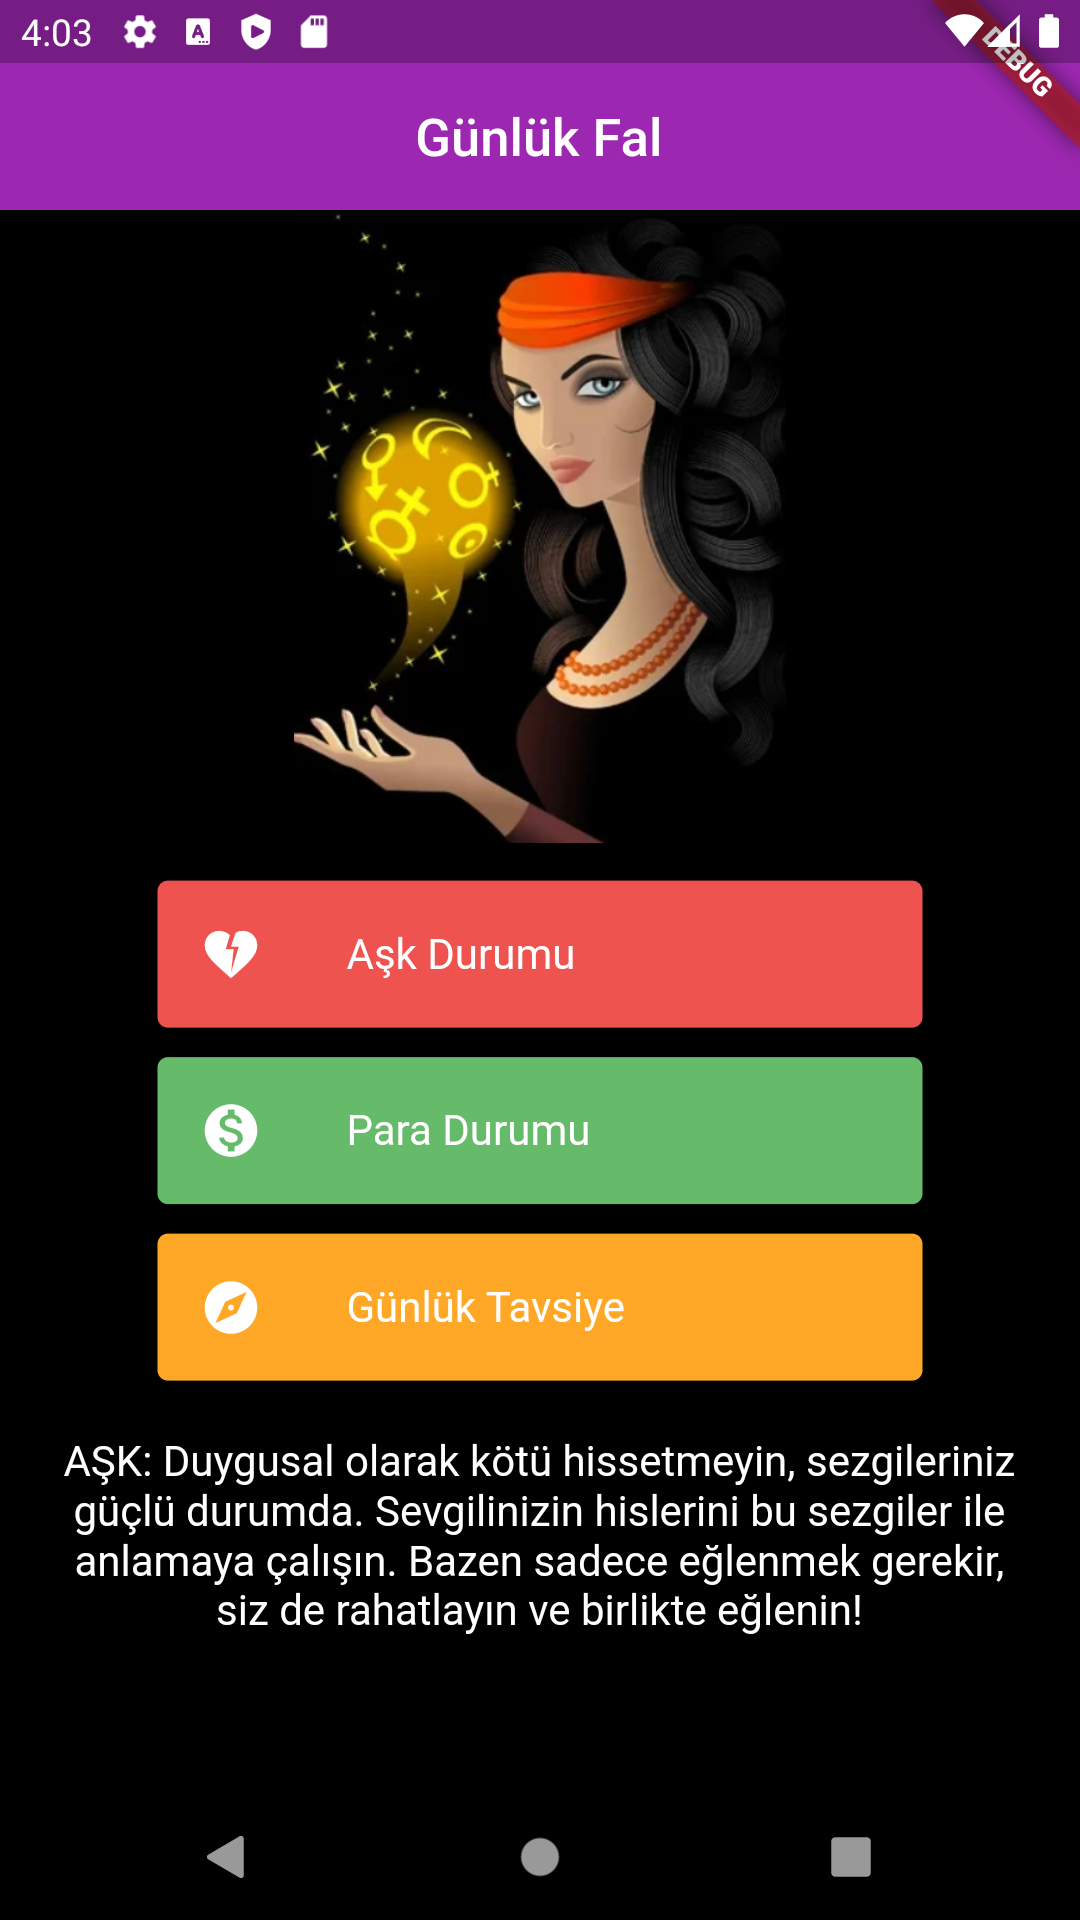 4:03
DEBUG
Günlük Fal
Aşk Durumu
Para Durumu
Günlük Tavsiye
AŞK: Duygusal olarak kötü hissetmeyin, sezgileriniz
güçlü durumda. Sevgilinizin hislerini bu sezgiler ile
anlamaya çalışın. Bazen sadece eğlenmek gerekir,
siz de rahatlayın ve birlikte eğlenin!